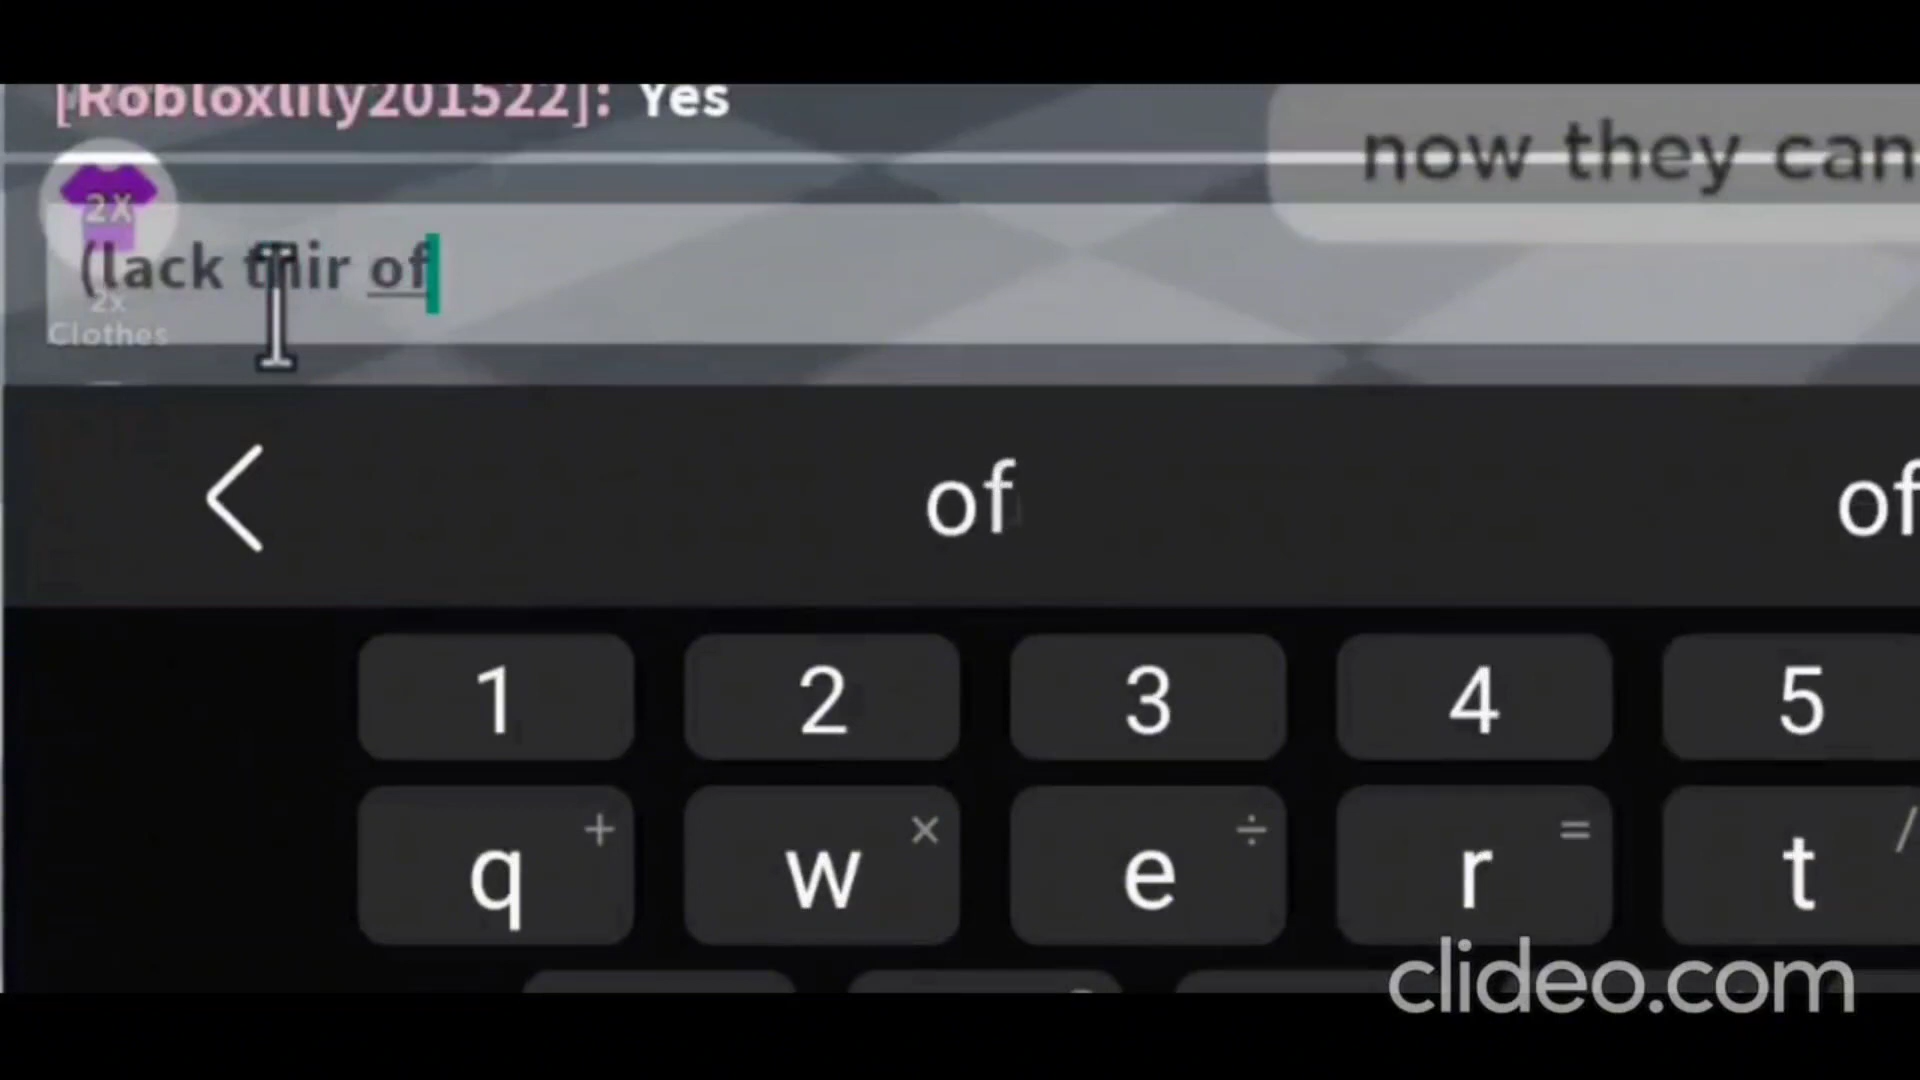 [Robloxlily201522]: Yes
now they can
2X
(lack thir of
2x
Clothes
of
of
1 2 3 4 5
+ × ÷ = /
q w e r t
clideo.com